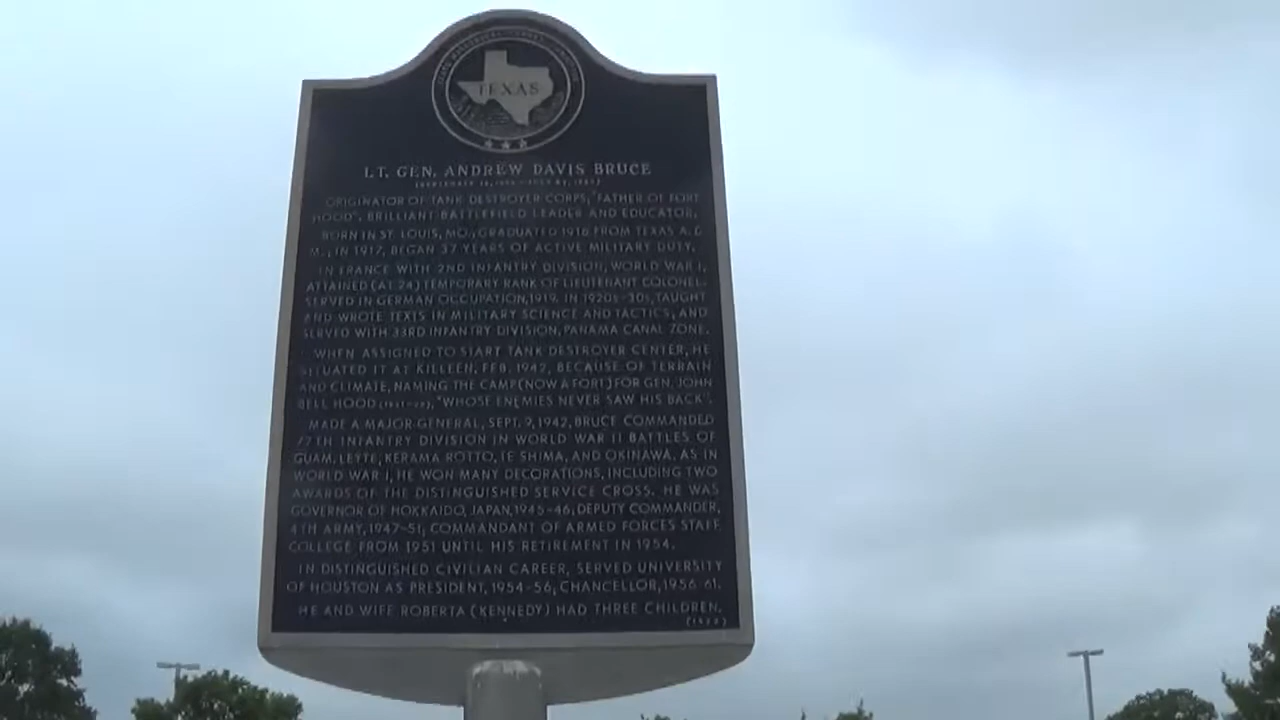 TEXAS
LT. GEN. ANDREW DAVIS BRUCE
ORIGINATOR OF TANK DESTROYER CORPS; "FATHER OF FORT
HOOD". BRILLIANT BATTLEFIELD LEADER AND EDUCATOR.
BORN IN ST. LOUIS, MO.; GRADUATED 1916 FROM TEXAS A. &
M.; IN 1917, BEGAN 37 YEARS OF ACTIVE MILITARY DUTY.
IN FRANCE WITH 2ND INFANTRY DIVISION, WORLD WAR I,
ATTAINED (AT 24) TEMPORARY RANK OF LIEUTENANT COLONEL.
SERVED IN GERMAN OCCUPATION, 1919. IN 1920s-30s, TAUGHT
AND WROTE TEXTS IN MILITARY SCIENCE AND TACTICS, AND
SERVED WITH 33RD INFANTRY DIVISION, PANAMA CANAL ZONE.
WHEN ASSIGNED TO START TANK DESTROYER CENTER, HE
SITUATED IT AT KILLEEN, FEB. 1942, BECAUSE OF TERRAIN
AND CLIMATE, NAMING THE CAMP (NOW A FORT) FOR GEN. JOHN
BELL HOOD "WHOSE ENEMIES NEVER SAW HIS BACK".
MADE A MAJOR GENERAL, SEPT. 9, 1942, BRUCE COMMANDED
77TH INFANTRY DIVISION IN WORLD WAR II BATTLES OF
GUAM, LEYTE, KERAMA ROTTO, IE SHIMA, AND OKINAWA. AS IN
WORLD WAR I, HE WON MANY DECORATIONS, INCLUDING TWO
AWARDS OF THE DISTINGUISHED SERVICE CROSS. HE WAS
GOVERNOR OF HOKKAIDO, JAPAN, 1945-46; DEPUTY COMMANDER,
4TH ARMY, 1947-51; COMMANDANT OF ARMED FORCES STAFF
COLLEGE FROM 1951 UNTIL HIS RETIREMENT IN 1954.
IN DISTINGUISHED CIVILIAN CAREER, SERVED UNIVERSITY
OF HOUSTON AS PRESIDENT, 1954-56; CHANCELLOR, 1956-61.
HE AND WIFE ROBERTA (KENNEDY) HAD THREE CHILDREN.